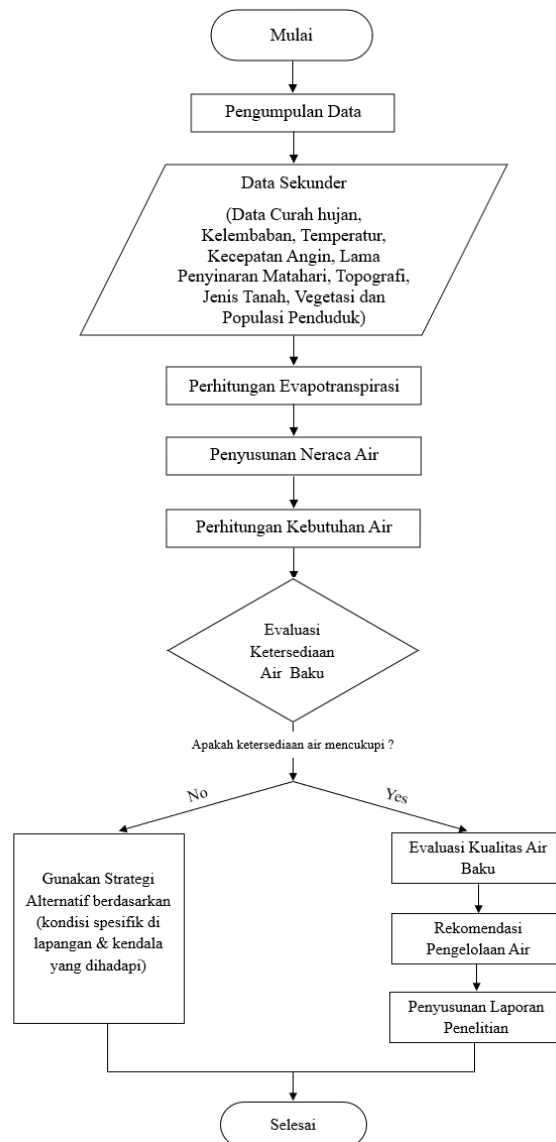 Mulai
Pengumpulan Data
Data Sekunder
(Data Curah hujan,
Kelembaban, Temperatur,
Kecepatan Angin, Lama
Penyinaran Matahari, Topografi,
Jenis Tanah, Vegetasi dan
Populasi Penduduk)
Perhitungan Evapotranspirasi
Penyusunan Neraca Air
Perhitungan Kebutuhan Air
Evaluasi
Ketersediaan
Air Baku
Apakah ketersediaan air mencukupi ?
No
Yes
Gunakan Strategi
Alternatif berdasarkan
(kondisi spesifik di
lapangan & kendala
yang dihadapi)
Evaluasi Kualitas Air
Baku
Rekomendasi
Pengelolaan Air
Penyusunan Laporan
Penelitian
Selesai